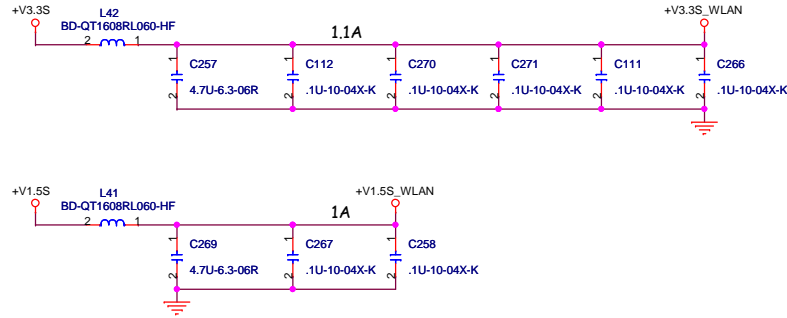 +V3.3S
L42
BD-QT1608RL060-HF
2 1
1.1A
+V3.3S_WLAN
1 C257
2 4.7U-6.3-06R
1 C112
2 .1U-10-04X-K
1 C270
2 .1U-10-04X-K
1 C271
2 .1U-10-04X-K
1 C111
2 .1U-10-04X-K
1 C266
2 .1U-10-04X-K
+V1.5S
L41
BD-QT1608RL060-HF
2 1
1A
+V1.5S_WLAN
1 C269
2 4.7U-6.3-06R
1 C267
2 .1U-10-04X-K
1 C258
2 .1U-10-04X-K